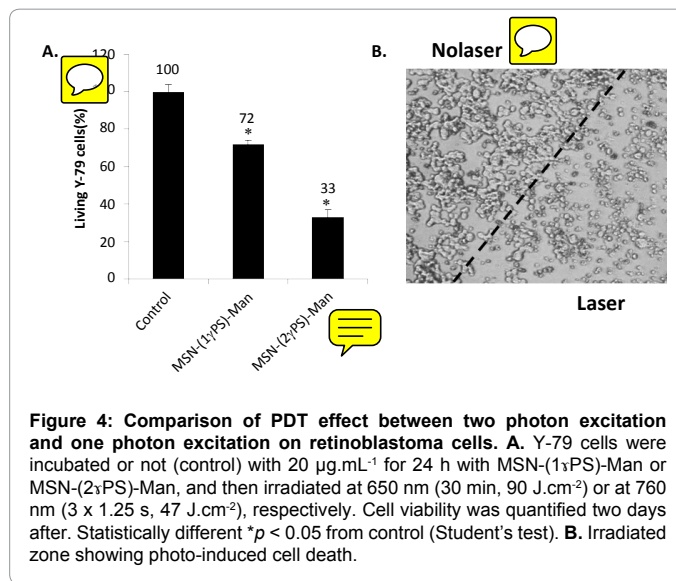 A.
120
100
80
60
40
20
0
Living Y-79 cells(%)
100
72
*
33
*
Control
MSN-(1γPS)-Man
MSN-(2γPS)-Man
B.
Nolaser
Laser
Figure 4: Comparison of PDT effect between two photon excitation
and one photon excitation on retinoblastoma cells. A. Y-79 cells were
incubated or not (control) with 20 µg.mL⁻¹ for 24 h with MSN-(1ɤPS)-Man or
MSN-(2ɤPS)-Man, and then irradiated at 650 nm (30 min, 90 J.cm⁻²) or at 760
nm (3 x 1.25 s, 47 J.cm⁻²), respectively. Cell viability was quantified two days
after. Statistically different *p < 0.05 from control (Student's test). B. Irradiated
zone showing photo-induced cell death.